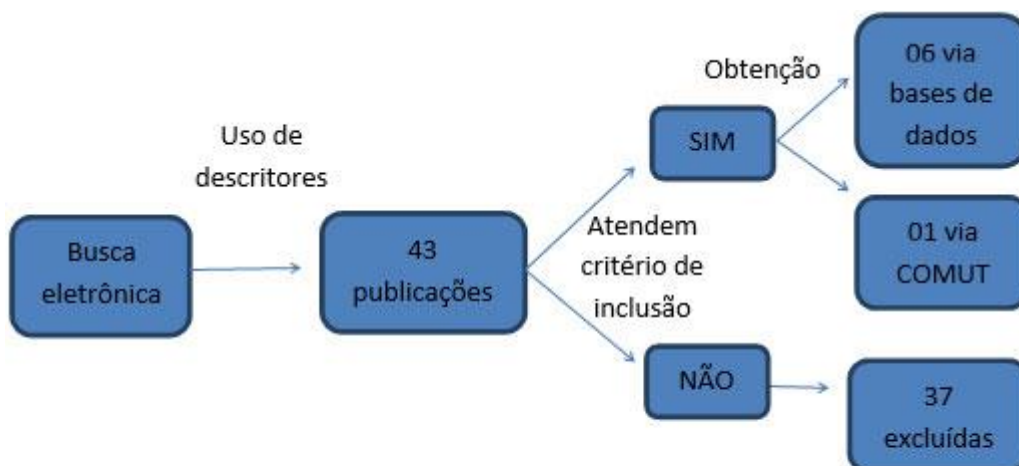 Busca
eletrônica
Uso de
descritores
43
publicações
Atendem
critério de
inclusão
SIM
Obtenção
06 via
bases de
dados
01 via
COMUT
NÃO
37
excluídas